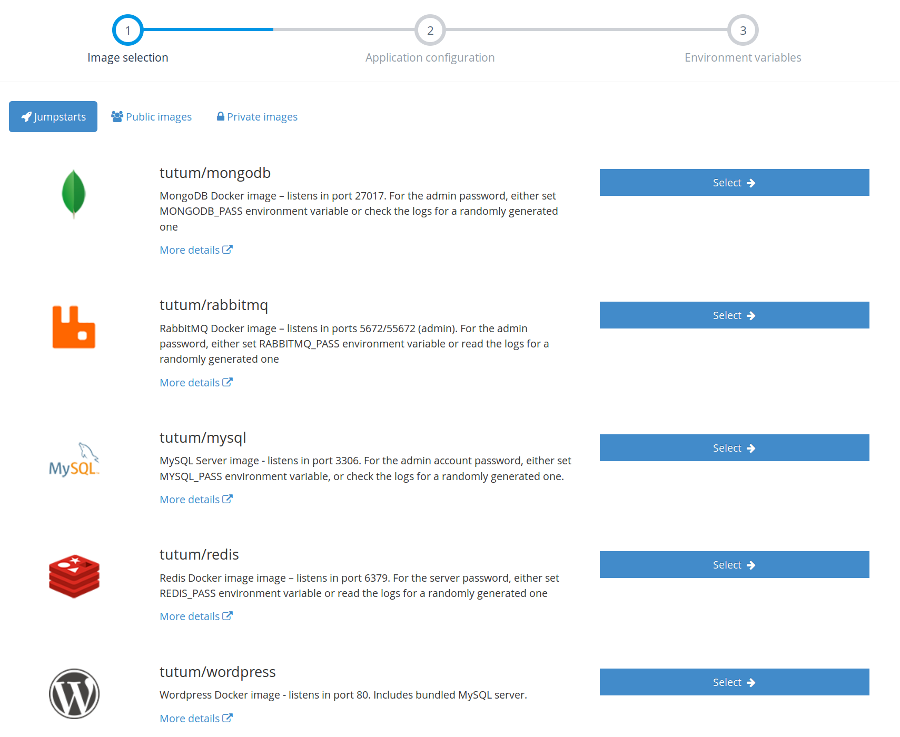 1
2
3
Image selection
Application configuration
Environment variables
Jumpstarts
Public images
Private images
tutum/mongodb
MongoDB Docker image – listens in port 27017. For the admin password, either set
MONGODB_PASS environment variable or check the logs for a randomly generated
one
More details
Select
tutum/rabbitmq
RabbitMQ Docker image – listens in ports 5672/55672 (admin). For the admin
password, either set RABBITMQ_PASS environment variable or read the logs for a
randomly generated one
More details
Select
MySQL
tutum/mysql
MySQL Server image - listens in port 3306. For the admin account password, either set
MYSQL_PASS environment variable, or check the logs for a randomly generated one.
More details
Select
tutum/redis
Redis Docker image image – listens in port 6379. For the server password, either set
REDIS_PASS environment variable or read the logs for a randomly generated one
More details
Select
W
tutum/wordpress
Wordpress Docker image - listens in port 80. Includes bundled MySQL server.
More details
Select